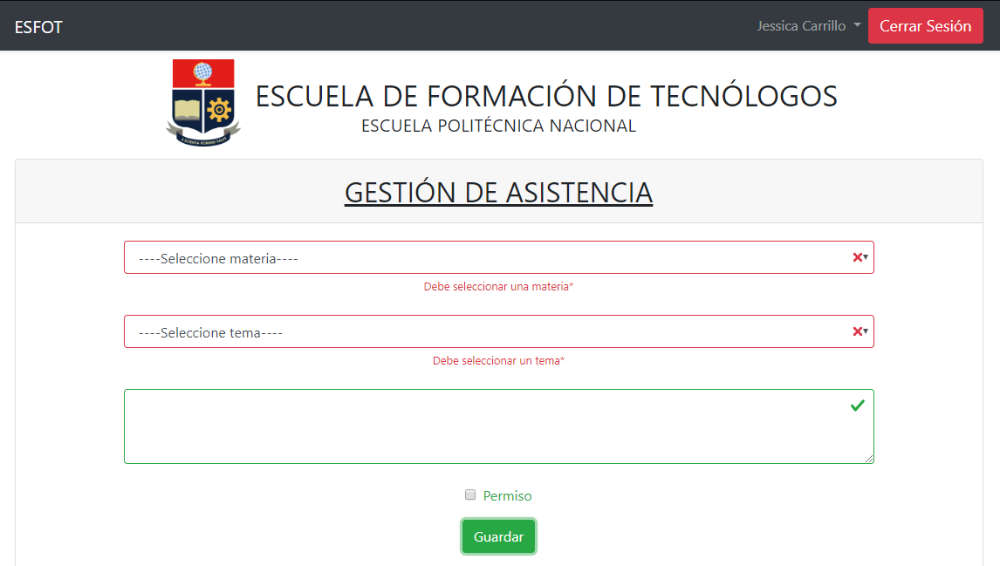 ESFOT
Jessica Carrillo
Cerrar Sesión
ESCUELA DE FORMACIÓN DE TECNÓLOGOS
ESCUELA POLITÉCNICA NACIONAL
GESTIÓN DE ASISTENCIA
----Seleccione materia----
Debe seleccionar una materia*
----Seleccione tema----
Debe seleccionar un tema*
Permiso
Guardar